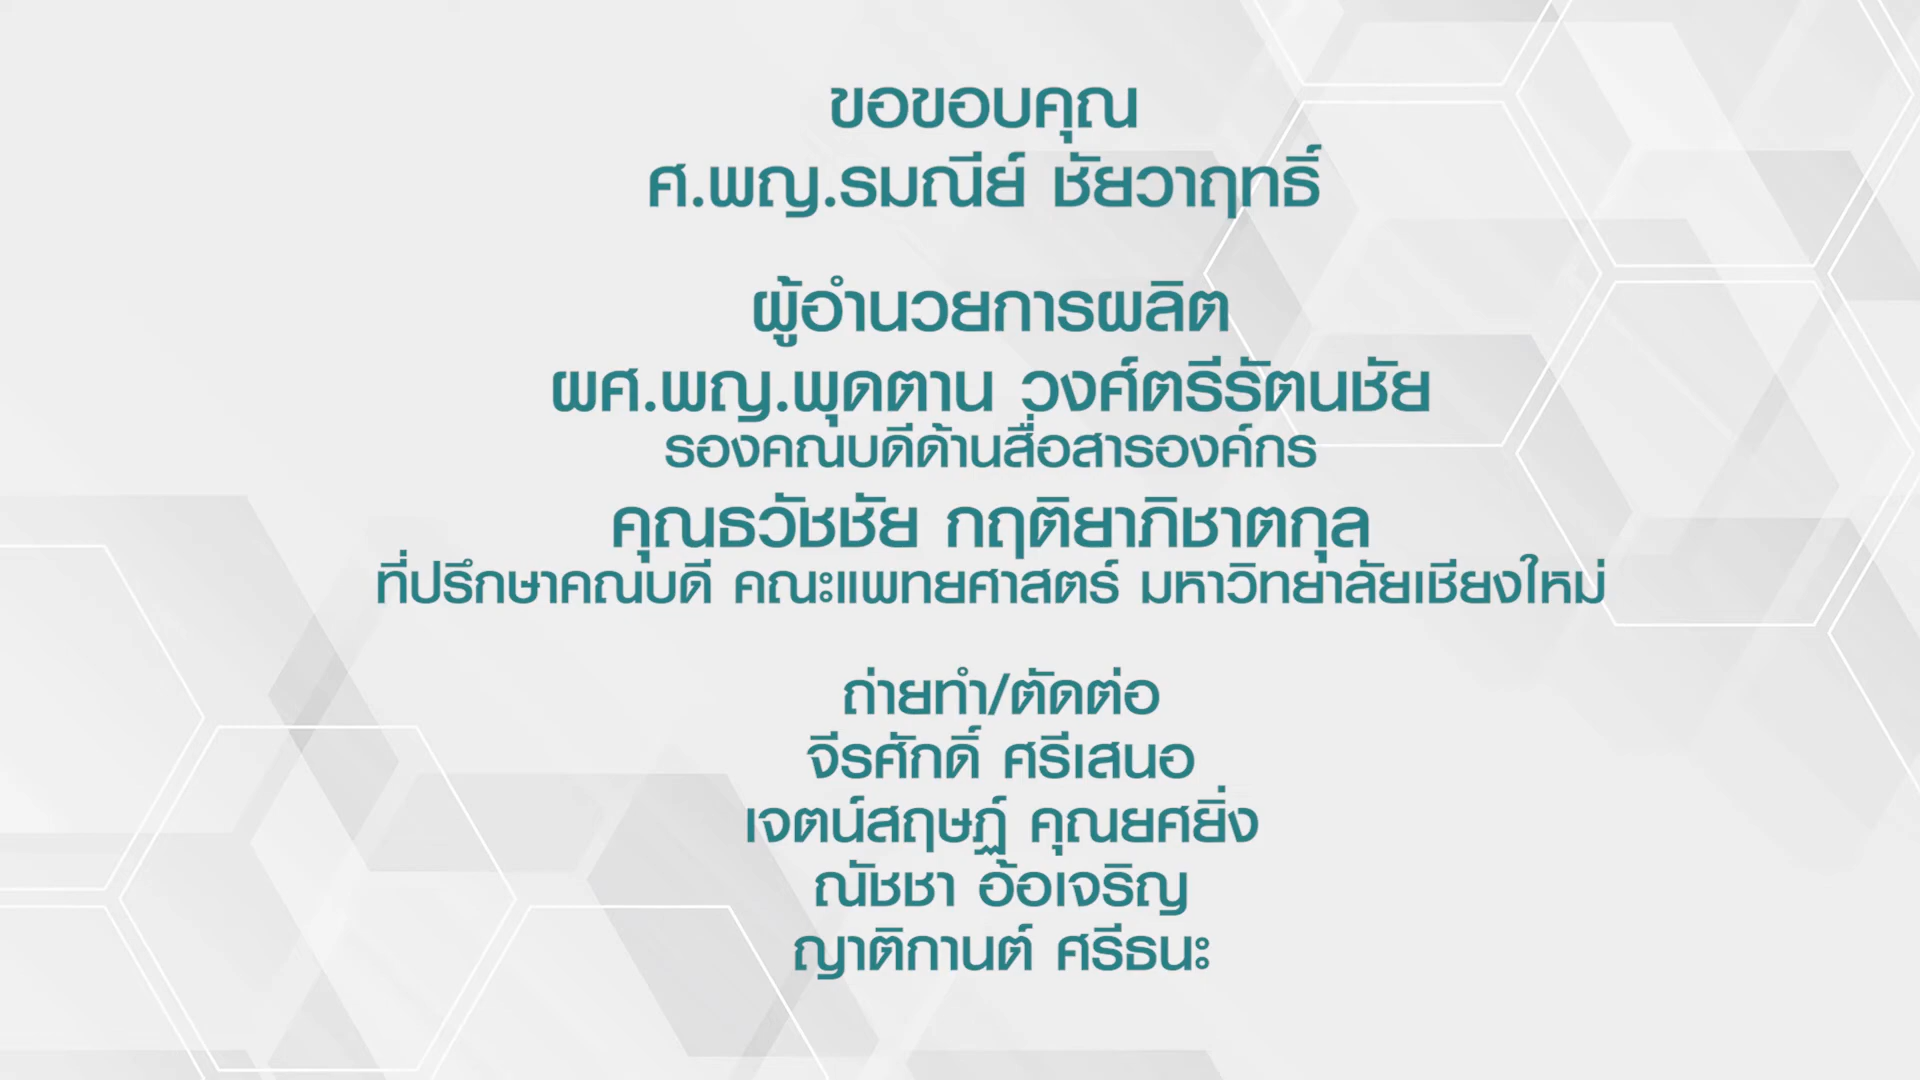 ขอขอบคุณ
ศ.พญ.รมณีย์ ชัยวาฤทธิ์
ผู้อำนวยการผลิต
ผศ.พญ.พุดตาน วงศ์ตรีรัตนชัย
รองคณบดีด้านสื่อสารองค์กร
คุณธวัชชัย กฤติยาภิชาตกุล
ที่ปรึกษาคณบดี คณะแพทยศาสตร์ มหาวิทยาลัยเชียงใหม่
ถ่ายทำ/ตัดต่อ
จีรศักดิ์ ศรีเสนอ
เจตน์สฤษฎ์ คุณยศยิ่ง
ณัชชา อ้อเจริญ
ญาติกานต์ ศรีธนะ